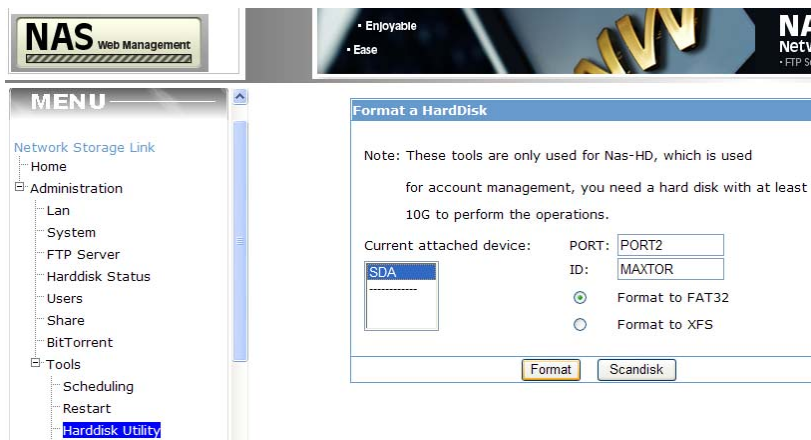 NAS Web Management
• Enjoyable
• Ease
MENU
Network Storage Link
Home
Administration
Lan
System
FTP Server
Harddisk Status
Users
Share
BitTorrent
Tools
Scheduling
Restart
Harddisk Utility
Format a HardDisk
Note: These tools are only used for Nas-HD, which is used
for account management, you need a hard disk with at least
10G to perform the operations.
Current attached device:
SDA
------------
PORT: PORT2
ID: MAXTOR
Format to FAT32
Format to XFS
Format Scandisk